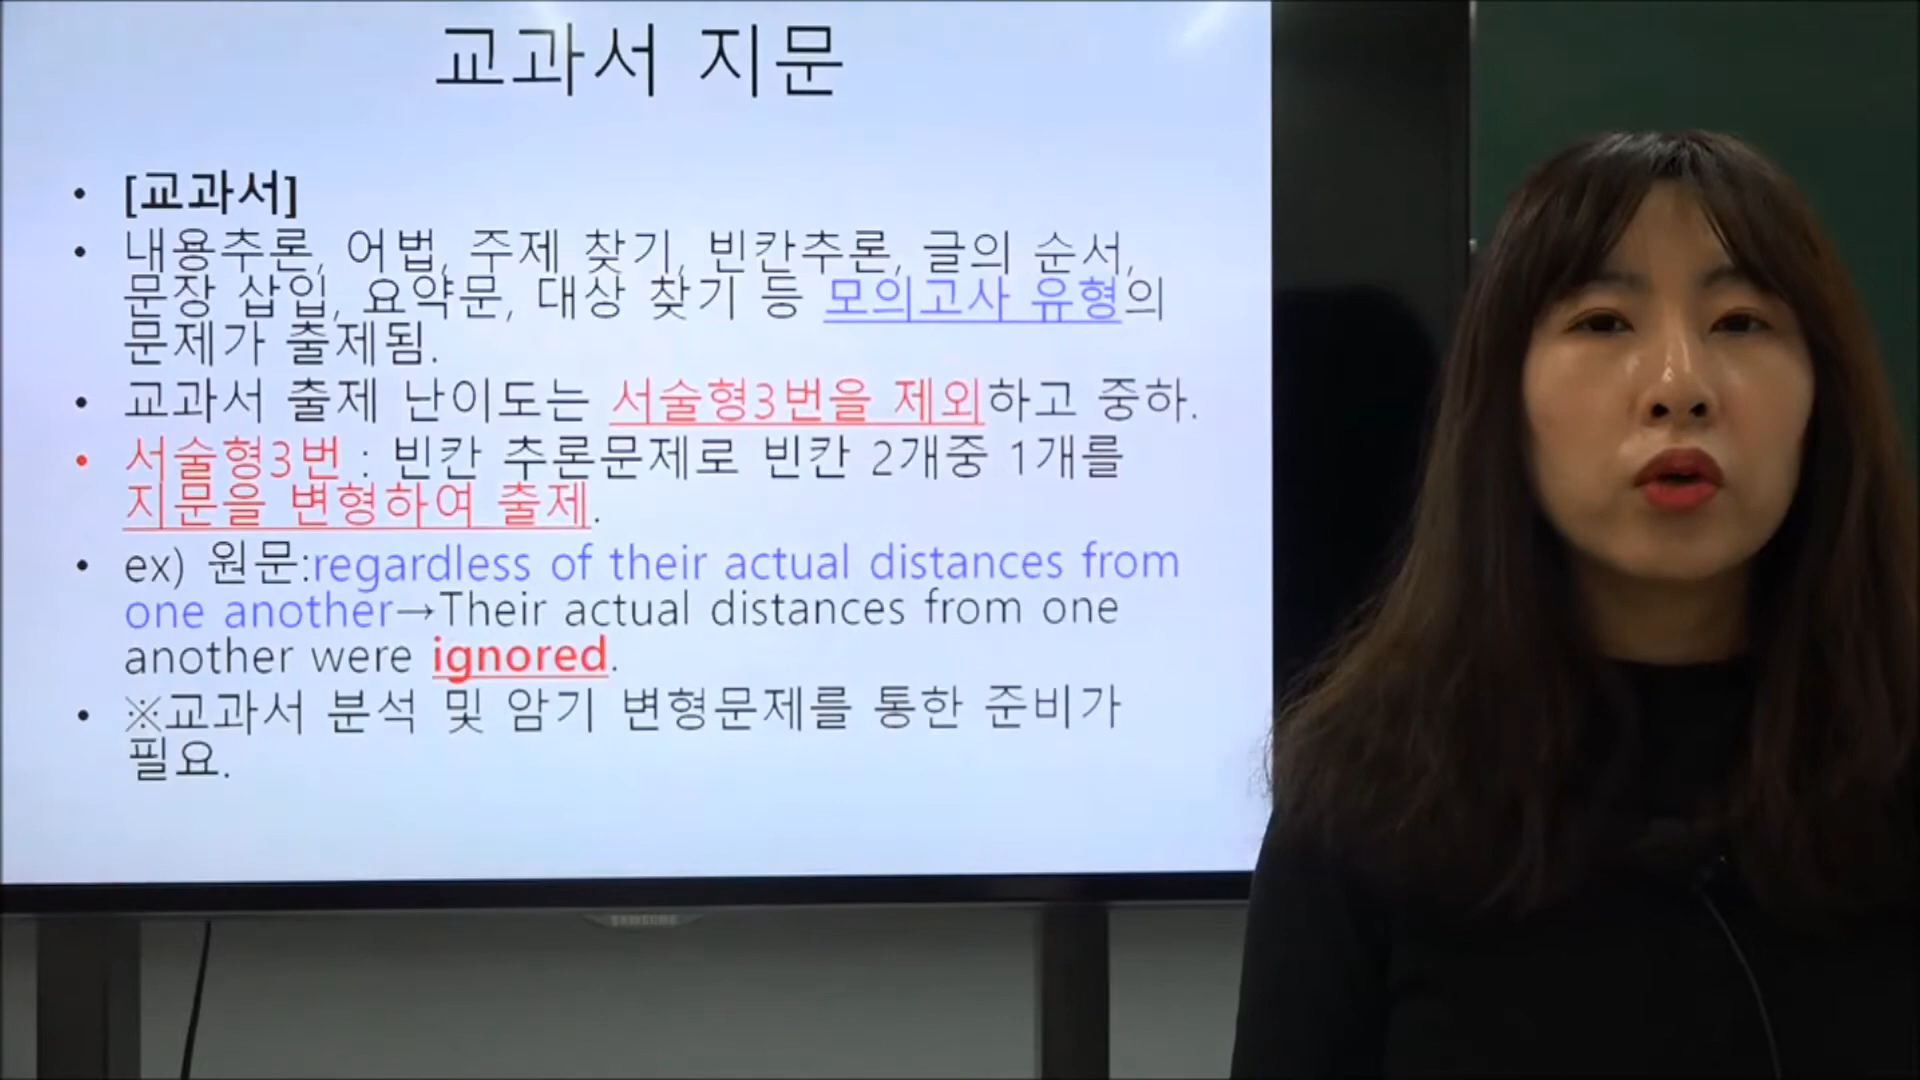 교과서 지문
• [교과서]
• 내용추론, 어법, 주제 찾기, 빈칸추론, 글의 순서,
문장 삽입, 요약문, 대상 찾기 등 모의고사 유형의
문제가 출제됨.
• 교과서 출제 난이도는 서술형3번을 제외하고 중하.
• 서술형3번 : 빈칸 추론문제로 빈칸 2개중 1개를
지문을 변형하여 출제.
• ex) 원문:regardless of their actual distances from
one another→Their actual distances from one
another were ignored.
• ※교과서 분석 및 암기 변형문제를 통한 준비가
필요.
SAMSUNG